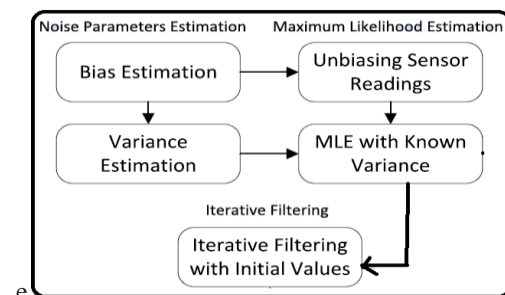 Noise Parameters Estimation
Maximum Likelihood Estimation
Bias Estimation
Unbiasing Sensor
Readings
Variance
Estimation
MLE with Known
Variance
Iterative Filtering
Iterative Filtering
with Initial Values
e